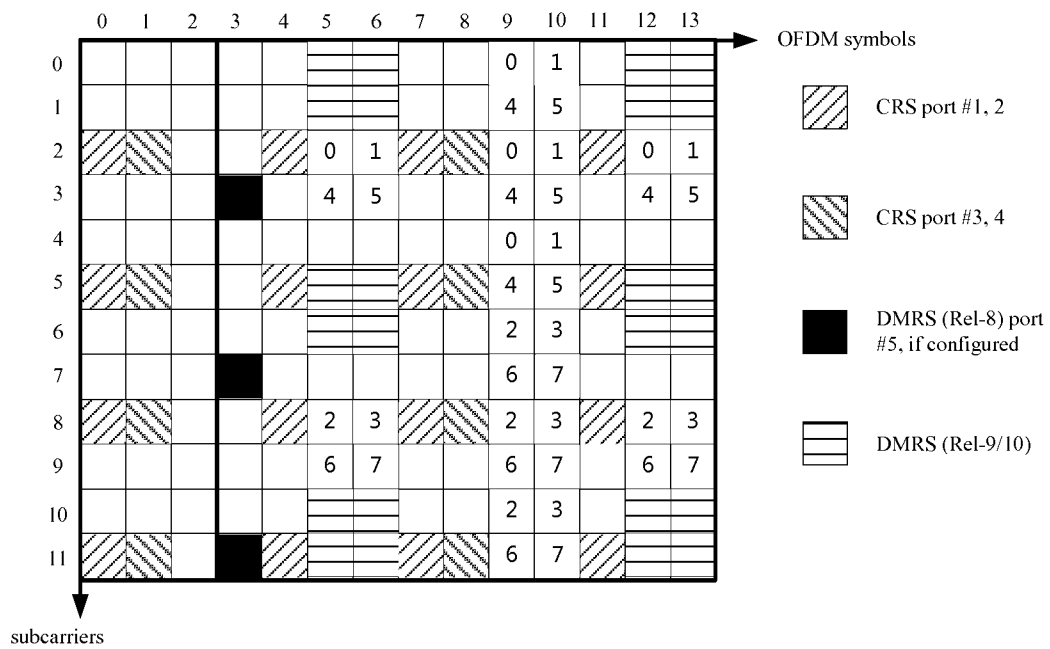 0 1 2 3 4 5 6 7 8 9 10 11 12 13
OFDM symbols
0 0 1
1 4 5
CRS port #1, 2
2 0 1 0 1 0 1
3 4 5 4 5 4 5
CRS port #3, 4
4 0 1
5 4 5
6 2 3
DMRS (Rel-8) port
#5, if configured
7 6 7
8 2 3 2 3 2 3
DMRS (Rel-9/10)
9 6 7 6 7 6 7
10 2 3
11 6 7
subcarriers